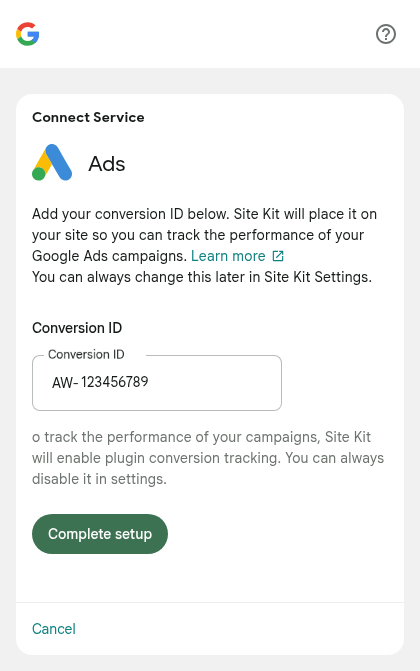 Connect Service
Ads
Add your conversion ID below. Site Kit will place it on
your site so you can track the performance of your
Google Ads campaigns. Learn more
You can always change this later in Site Kit Settings.
Conversion ID
Conversion ID
AW- 123456789
o track the performance of your campaigns, Site Kit
will enable plugin conversion tracking. You can always
disable it in settings.
Complete setup
Cancel